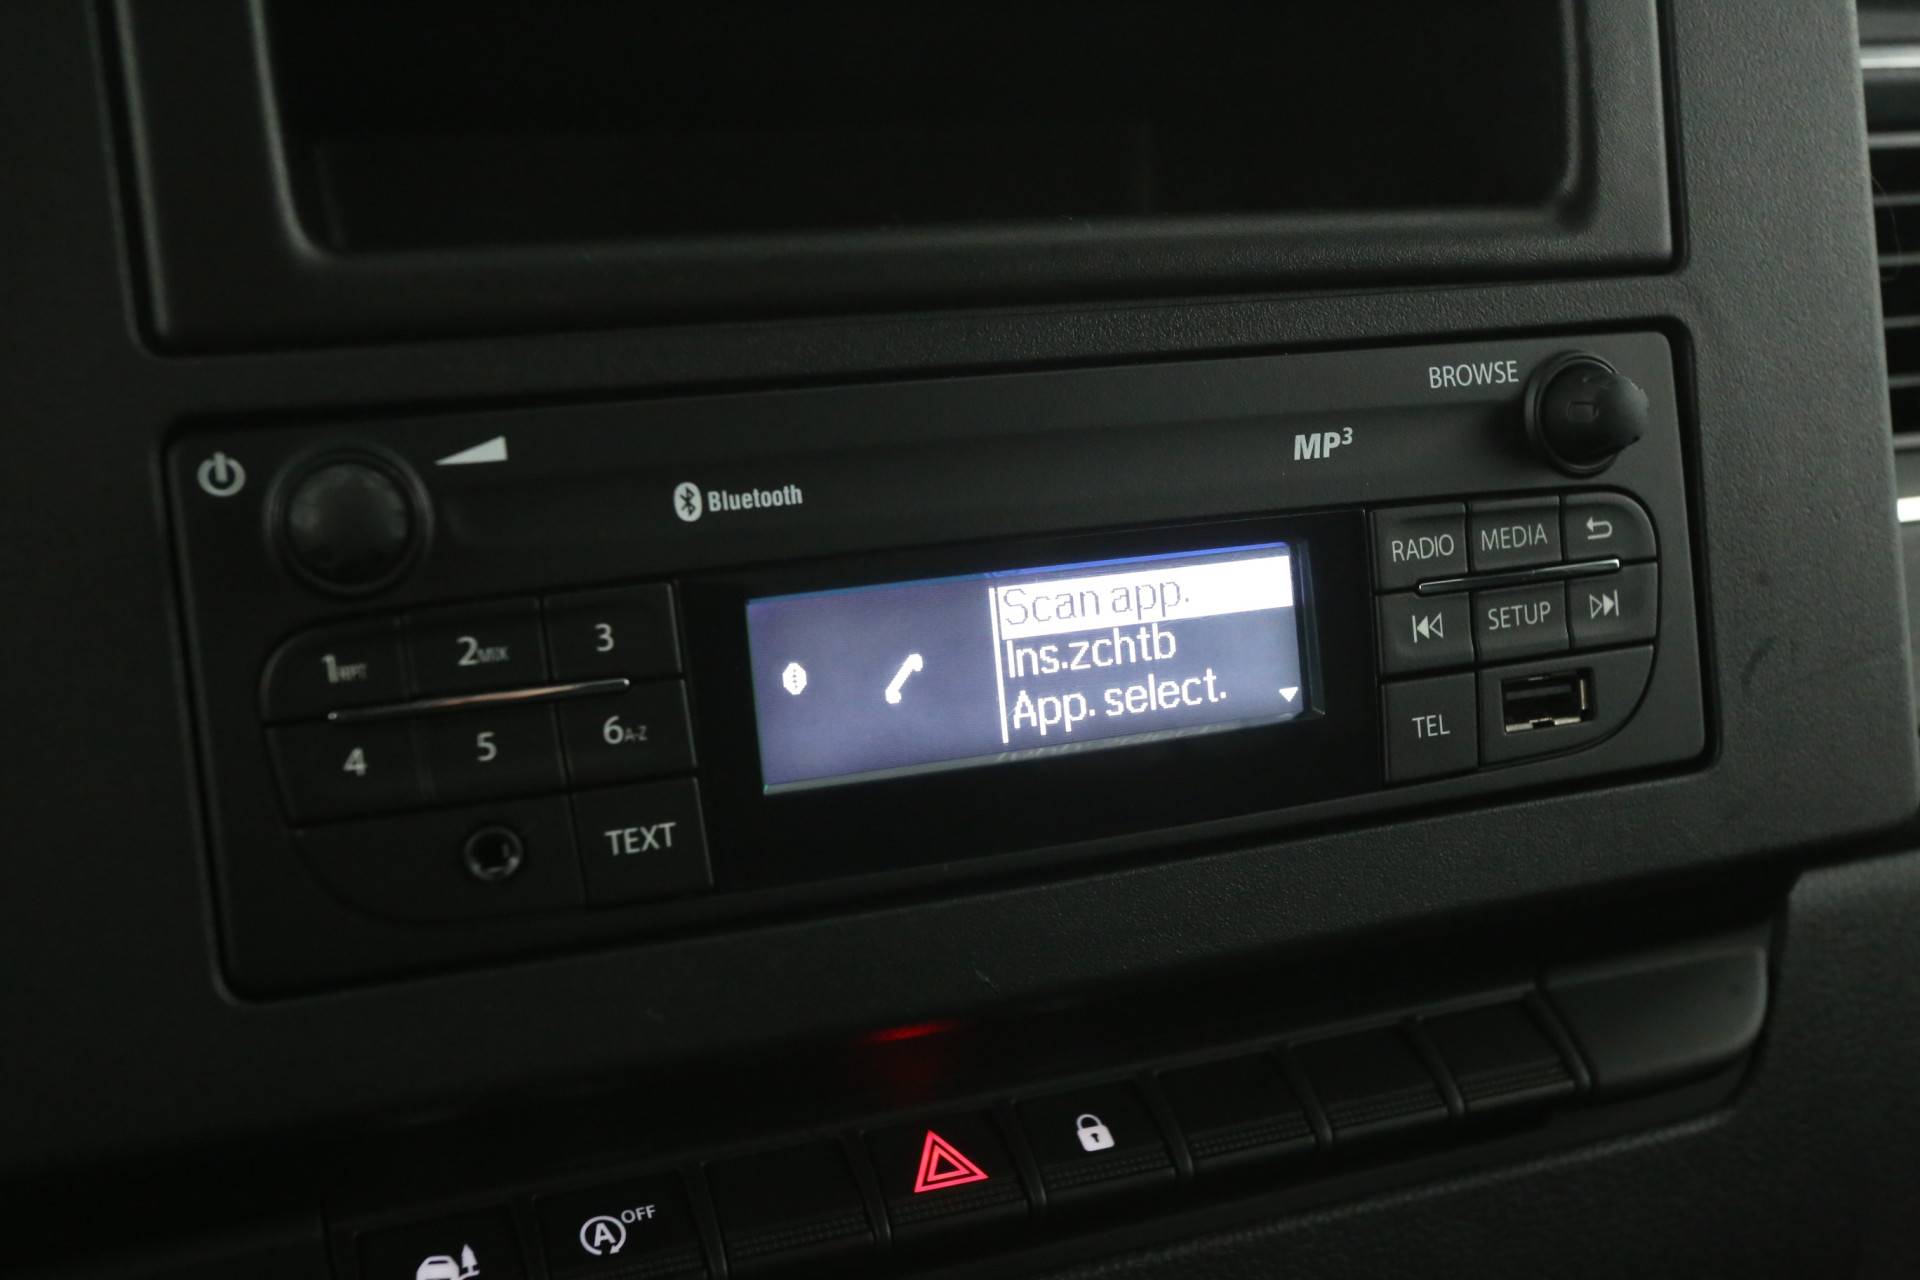 BROWSE
MP3
Bluetooth
RADIO MEDIA
Scan app.
Ins.zchtb
App. select.
1RPT 2MIX 3
SETUP
4 5 6A-Z
TEL
TEXT
A OFF